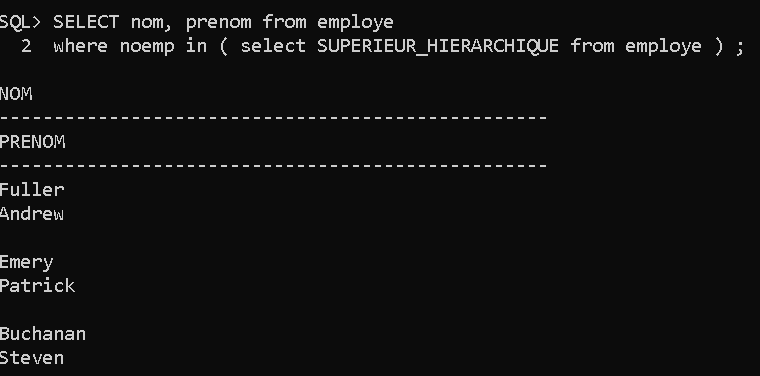 SQL> SELECT nom, prenom from employe
2 where noemp in ( select SUPERIEUR_HIERARCHIQUE from employe ) ;
NOM
--------------------------------------------------
PRENOM
--------------------------------------------------
Fuller
Andrew
Emery
Patrick
Buchanan
Steven